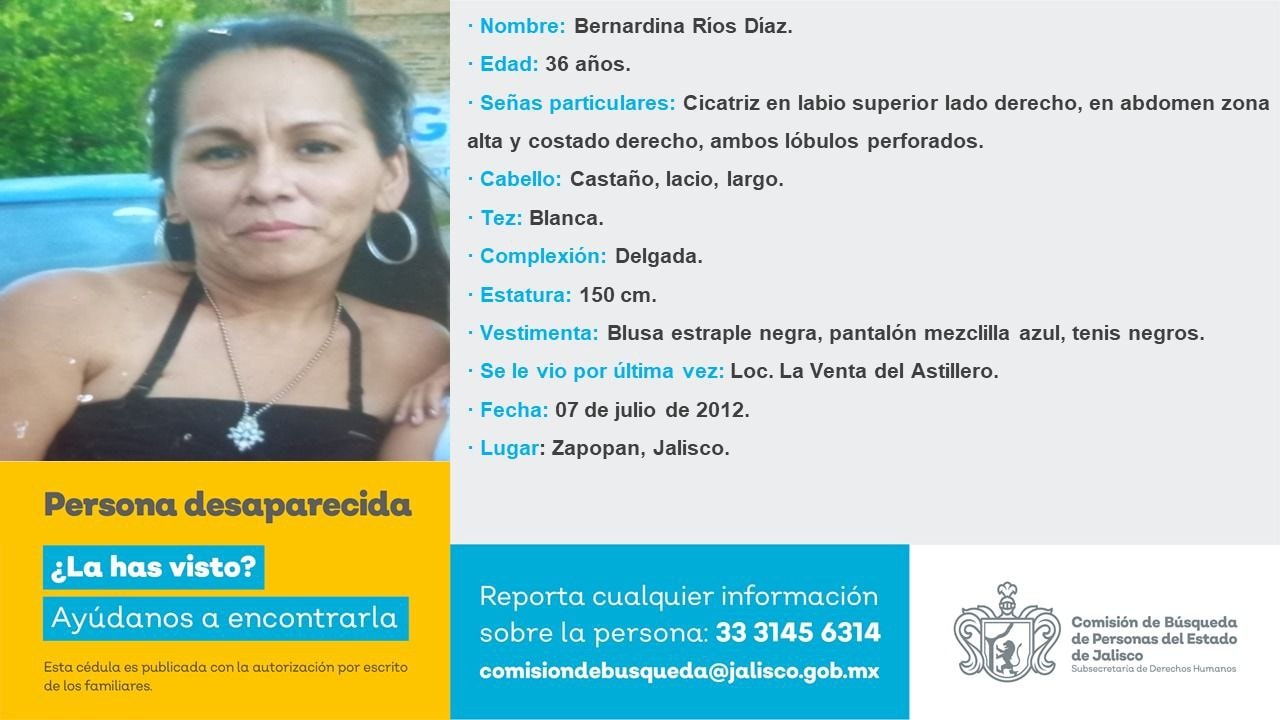 · Nombre: Bernardina Ríos Díaz.
· Edad: 36 años.
· Señas particulares: Cicatriz en labio superior lado derecho, en abdomen zona
alta y costado derecho, ambos lóbulos perforados.
· Cabello: Castaño, lacio, largo.
· Tez: Blanca.
· Complexión: Delgada.
· Estatura: 150 cm.
· Vestimenta: Blusa estraple negra, pantalón mezclilla azul, tenis negros.
· Se le vio por última vez: Loc. La Venta del Astillero.
· Fecha: 07 de julio de 2012.
· Lugar: Zapopan, Jalisco.
Persona desaparecida
¿La has visto?
Ayúdanos a encontrarla
Esta cédula es publicada con la autorización por escrito
de los familiares.
Reporta cualquier información
sobre la persona: 33 3145 6314
comisiondebusqueda@jalisco.gob.mx
Comisión de Búsqueda
de Personas del Estado
de Jalisco
Subsecretaría de Derechos Humanos